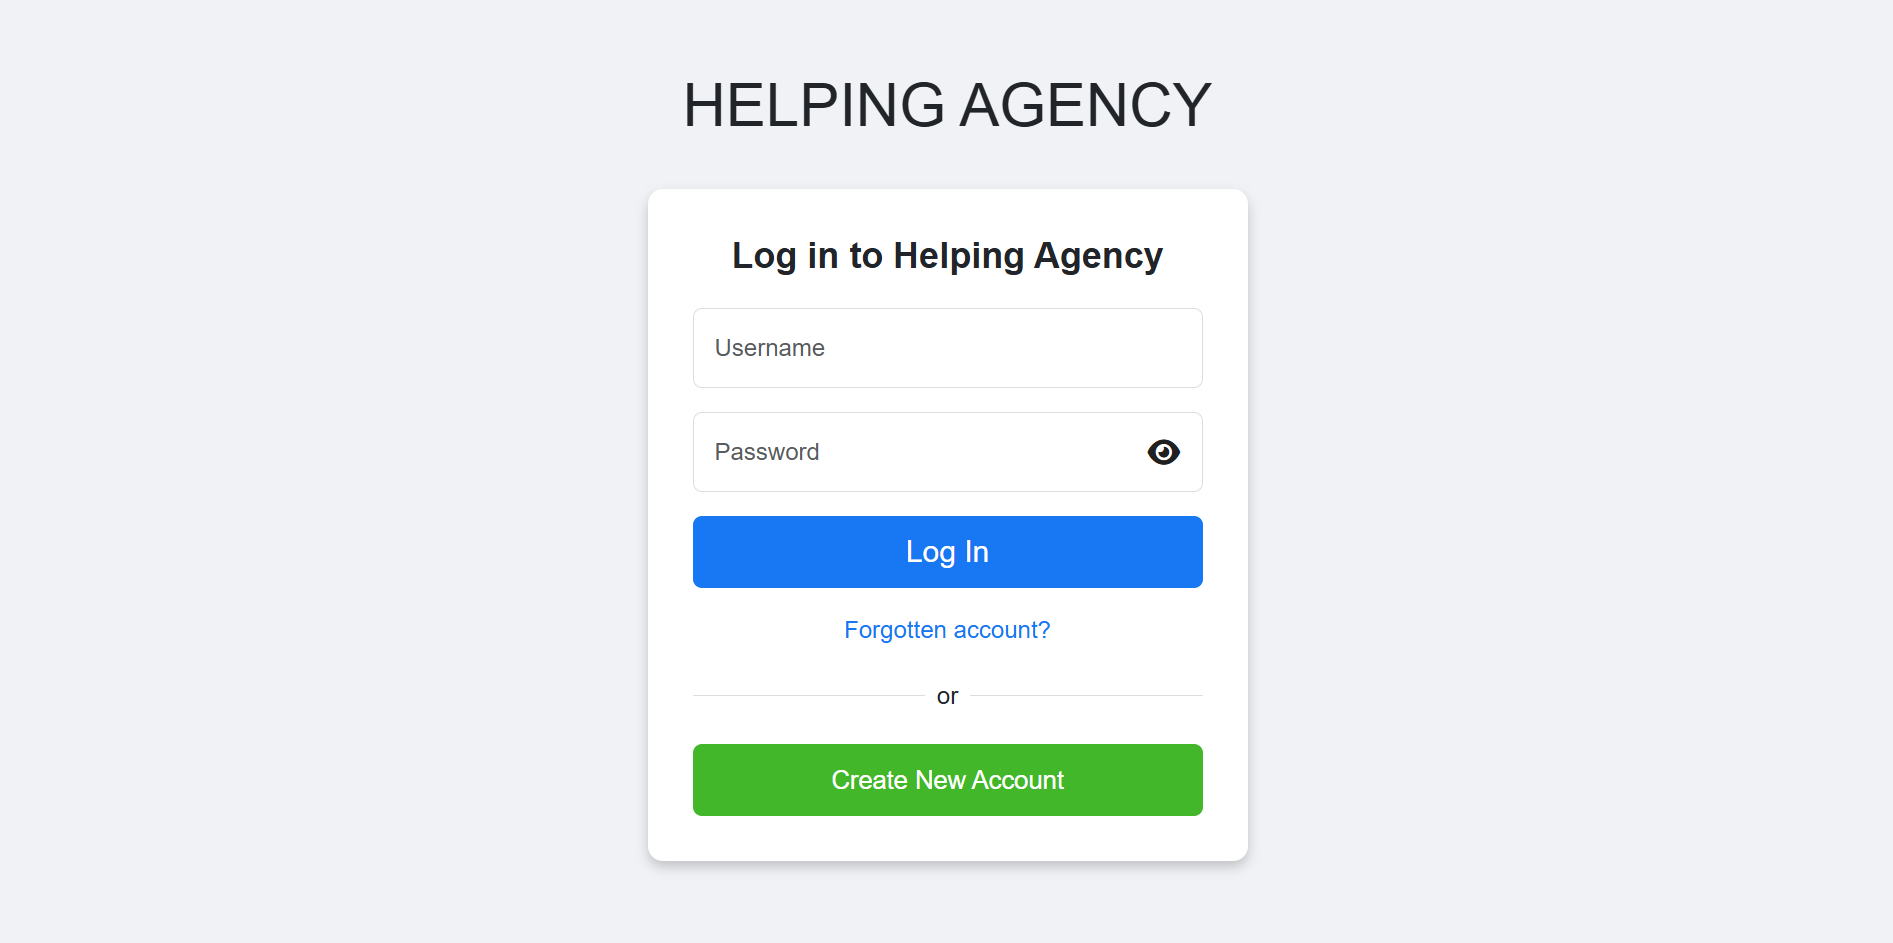 HELPING AGENCY
Log in to Helping Agency
Username
Password
Log In
Forgotten account?
or
Create New Account